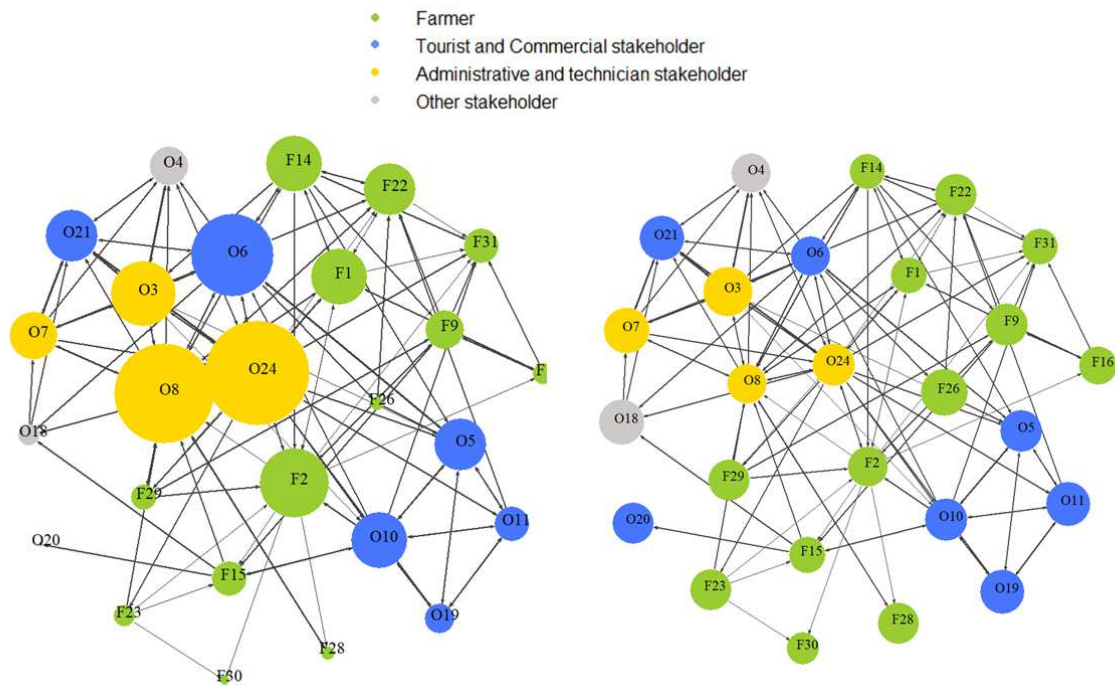 Farmer
Tourist and Commercial stakeholder
Administrative and technician stakeholder
Other stakeholder
O4
F14
F22
O21
O6
F31
F1
O3
O7
F9
O24
O8
F
F26
O18
O5
F2
F29
O11
O10
O20
F15
F23
O19
F28
F30
O4
F14
F22
O21
O6
F31
F1
O3
O7
F9
O24
F16
O8
F26
O18
O5
F2
F29
O11
O20
O10
F15
F23
O19
F28
F30